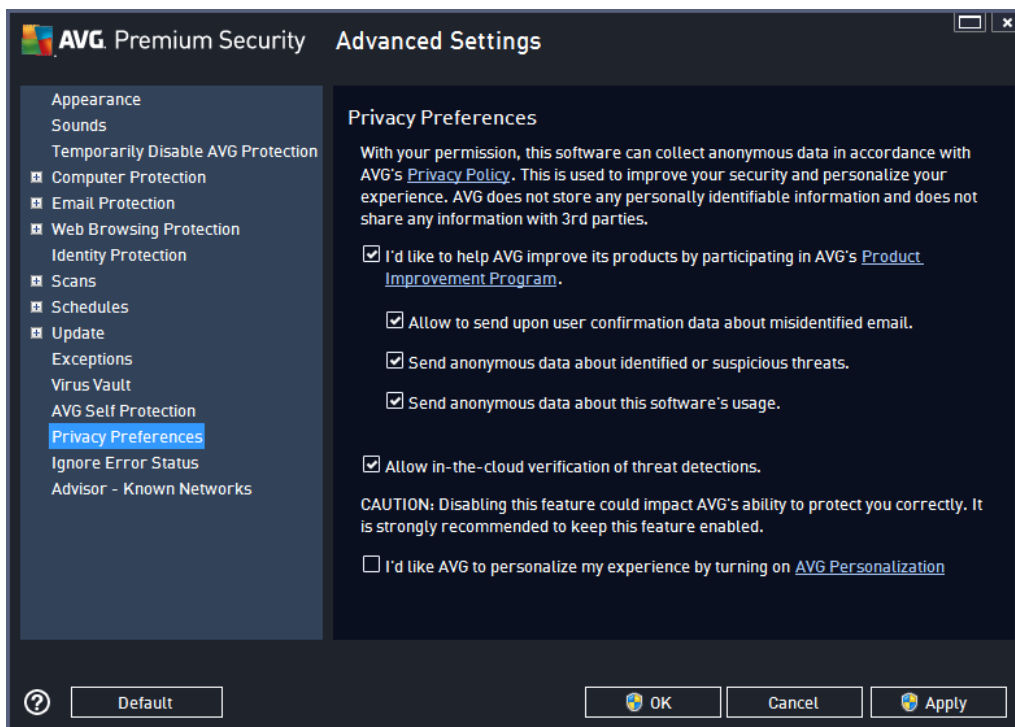 AVG. Premium Security Advanced Settings
Appearance
Sounds
Temporarily Disable AVG Protection
Computer Protection
Email Protection
Web Browsing Protection
Identity Protection
Scans
Schedules
Update
Exceptions
Virus Vault
AVG Self Protection
Privacy Preferences
Ignore Error Status
Advisor - Known Networks
Privacy Preferences
With your permission, this software can collect anonymous data in accordance with
AVG's Privacy Policy. This is used to improve your security and personalize your
experience. AVG does not store any personally identifiable information and does not
share any information with 3rd parties.
I'd like to help AVG improve its products by participating in AVG's Product
Improvement Program.
Allow to send upon user confirmation data about misidentified email.
Send anonymous data about identified or suspicious threats.
Send anonymous data about this software's usage.
Allow in-the-cloud verification of threat detections.
CAUTION: Disabling this feature could impact AVG's ability to protect you correctly. It
is strongly recommended to keep this feature enabled.
I'd like AVG to personalize my experience by turning on AVG Personalization
? Default OK Cancel Apply